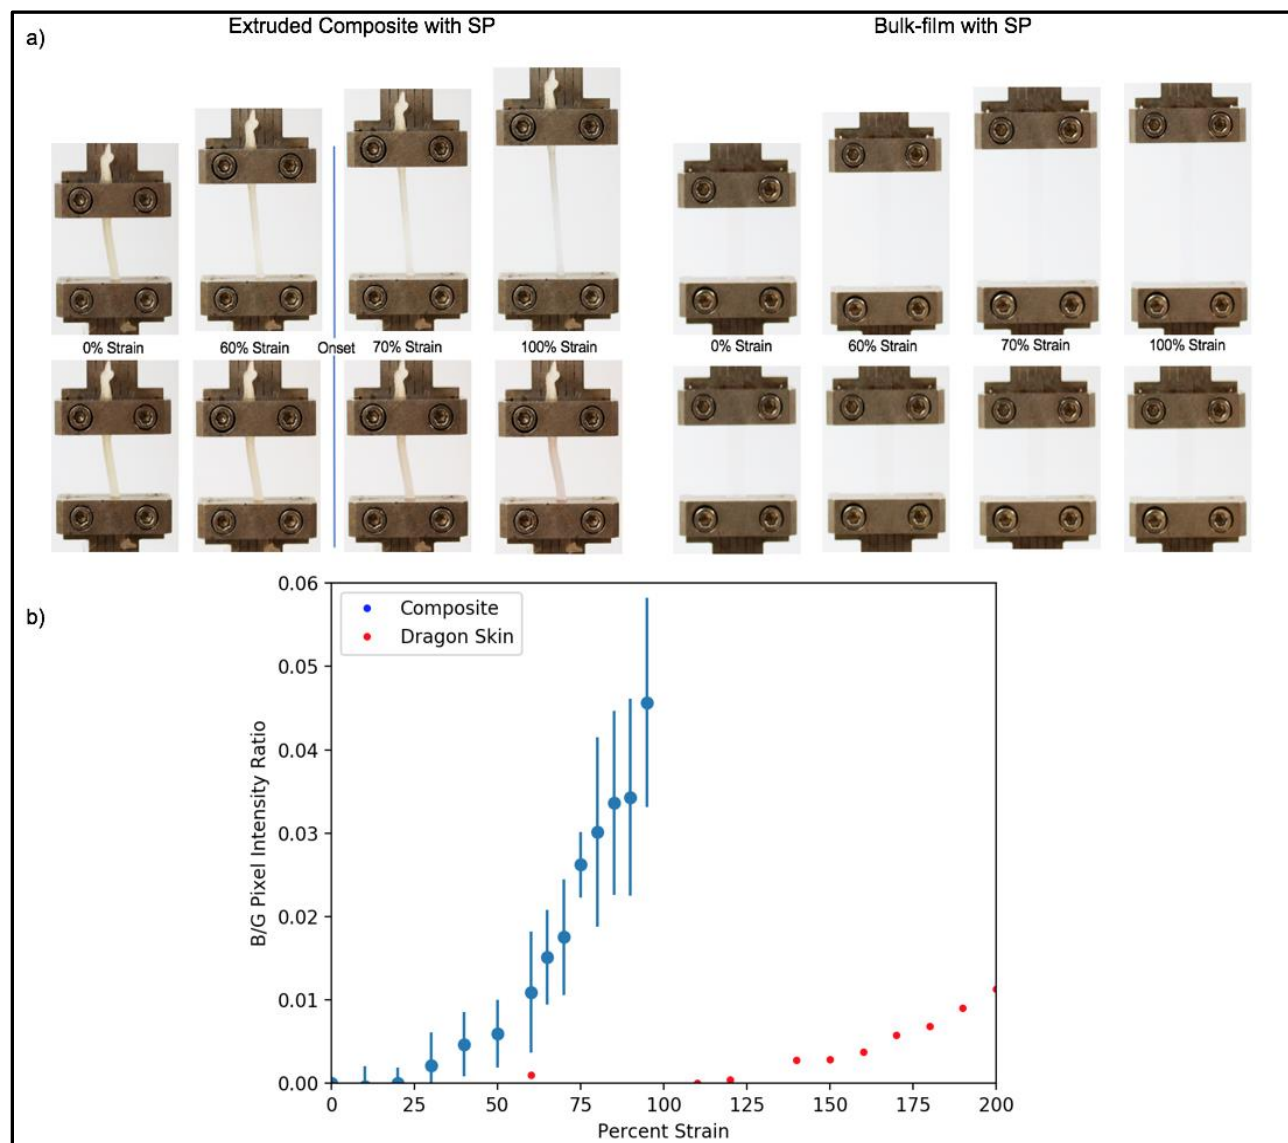 Extruded Composite with SP
Bulk-film with SP
a)
0% Strain
60% Strain
Onset
70% Strain
100% Strain
0% Strain
60% Strain
70% Strain
100% Strain
b)
0.06
0.05
0.04
0.03
0.02
0.01
0.00
B/G Pixel Intensity Ratio
Composite
Dragon Skin
0
25
50
75
100
125
150
175
200
Percent Strain